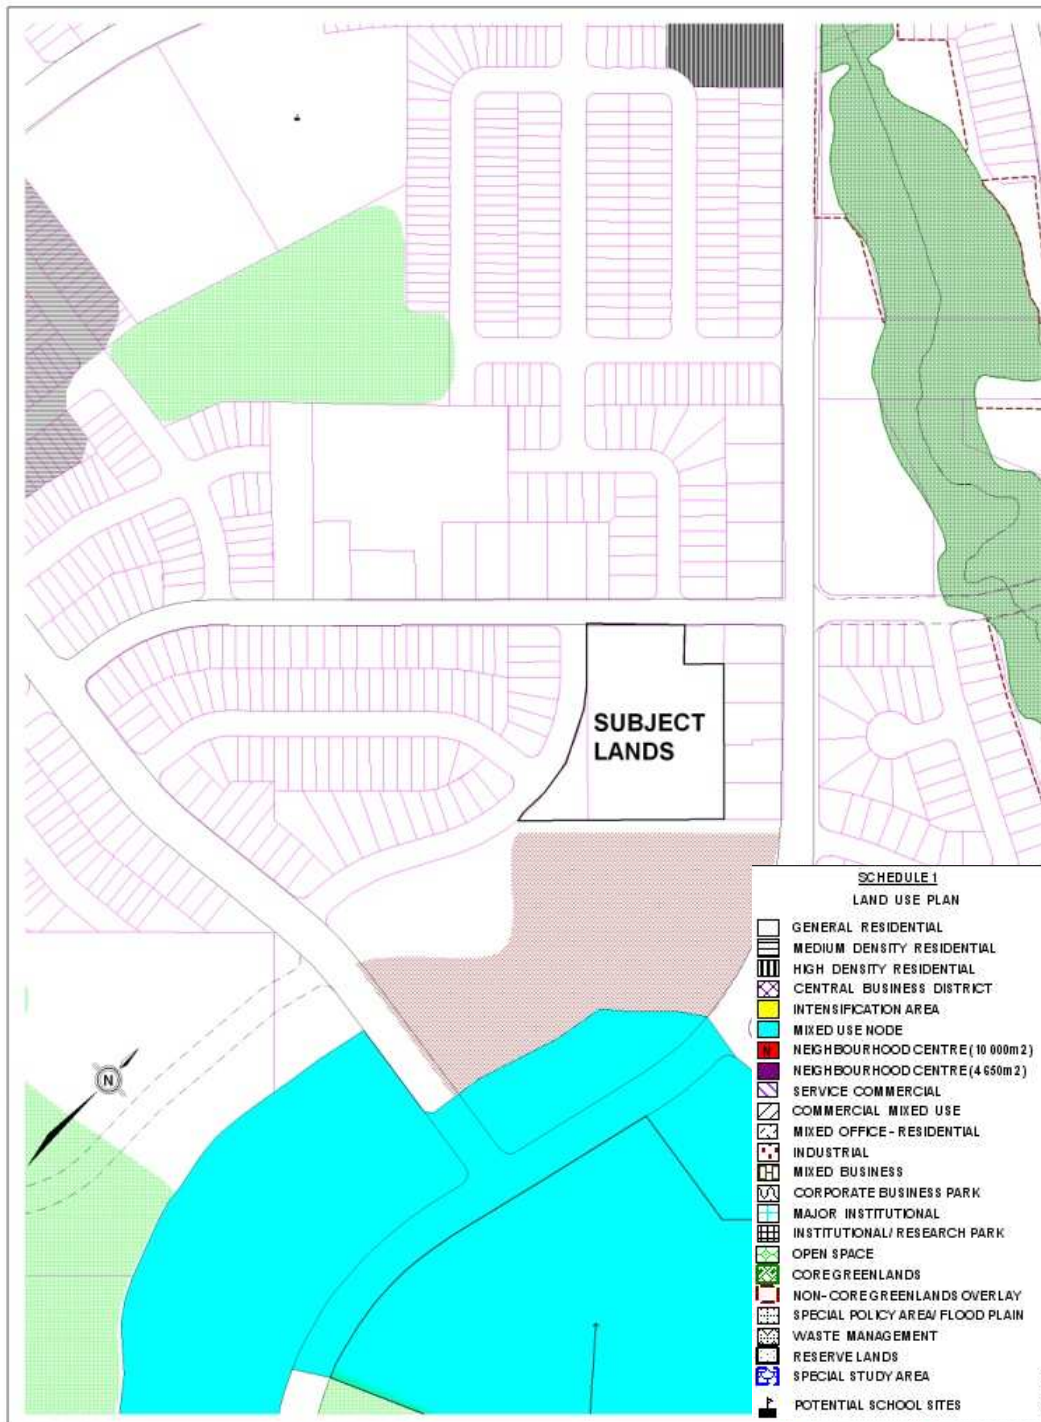 SUBJECT
LANDS
N
SCHEDULE 1
LAND USE PLAN
GENERAL RESIDENTIAL
MEDIUM DENSITY RESIDENTIAL
HIGH DENSITY RESIDENTIAL
CENTRAL BUSINESS DISTRICT
INTENSIFICATION AREA
MIXED USE NODE
N NEIGHBOURHOOD CENTRE (10 000m2)
NEIGHBOURHOOD CENTRE (4 650m2)
SERVICE COMMERCIAL
COMMERCIAL MIXED USE
MIXED OFFICE - RESIDENTIAL
INDUSTRIAL
MIXED BUSINESS
CORPORATE BUSINESS PARK
MAJOR INSTITUTIONAL
INSTITUTIONAL/ RESEARCH PARK
OPEN SPACE
CORE GREENLANDS
NON-CORE GREENLANDS OVERLAY
SPECIAL POLICY AREA/ FLOOD PLAIN
WASTE MANAGEMENT
RESERVE LANDS
SPECIAL STUDY AREA
POTENTIAL SCHOOL SITES